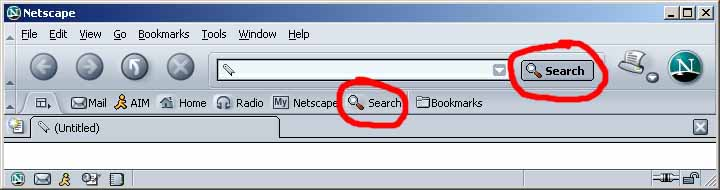 Netscape
File Edit View Go Bookmarks Tools Window Help
Search
N
Mail AIM Home Radio My Netscape Search Bookmarks
(Untitled)